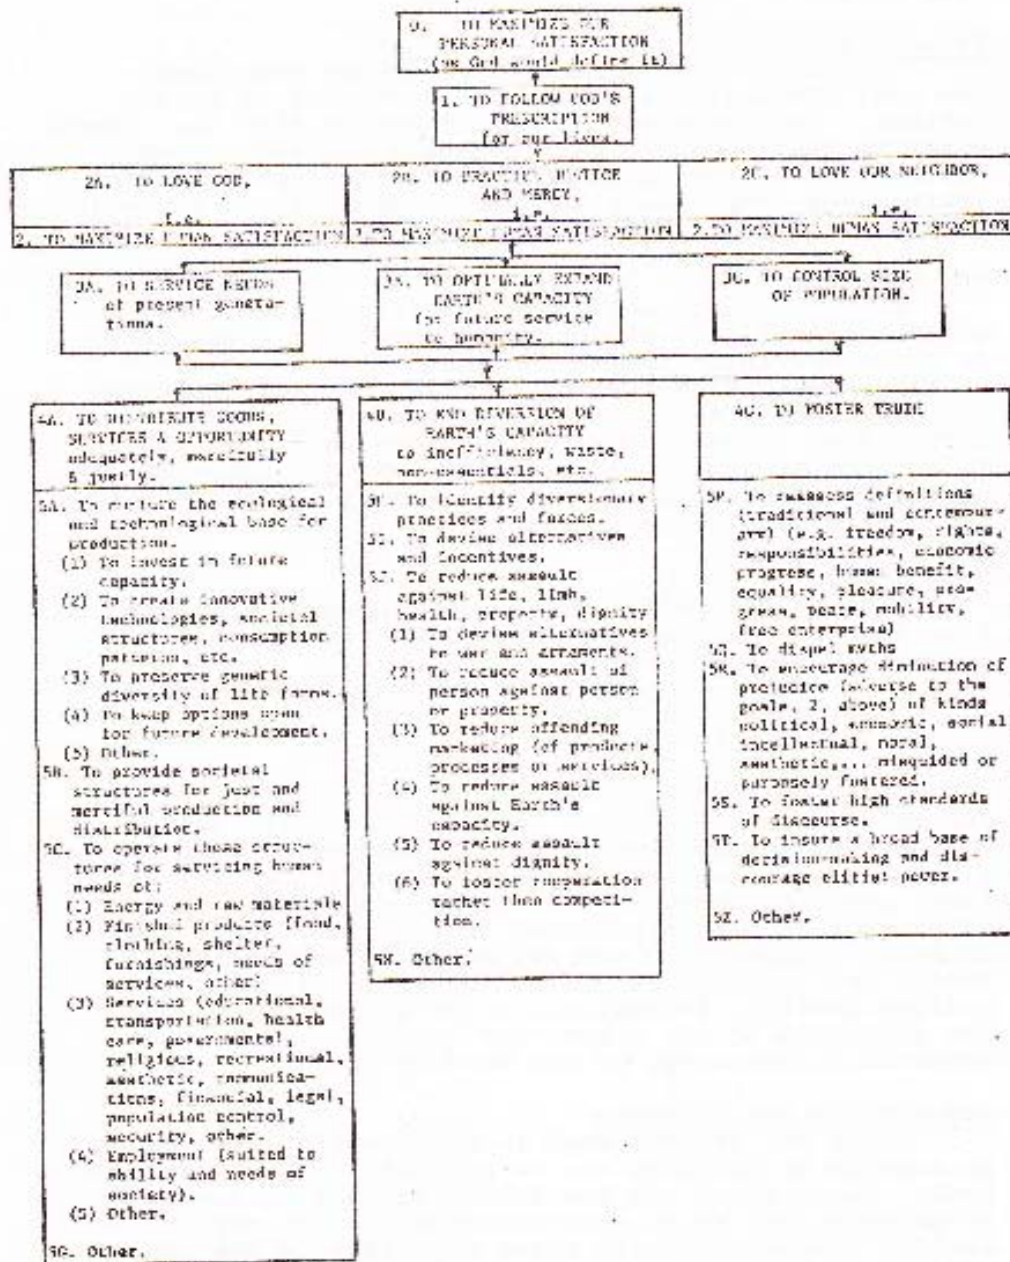 0. TO MAXIMIZE OUR
PERSONAL SATISFACTION
(as God would define it)
1. TO FOLLOW GOD'S
PRESCRIPTION
for our lives.
2A. TO LOVE GOD,
i.e.
2. TO MAXIMIZE HUMAN SATISFACTION
2B. TO PRACTICE JUSTICE
AND MERCY,
i.e.
2.TO MAXIMIZE HUMAN SATISFACTION
2C. TO LOVE OUR NEIGHBOR,
i.e.
2.TO MAXIMIZE HUMAN SATISFACTION
3A. TO SERVICE NEEDS
of present genera-
tions.
3B. TO OPTIMALLY EXPAND
EARTH'S CAPACITY
for future service
to humanity.
3C. TO CONTROL SIZE
OF POPULATION.
4A. TO DISTRIBUTE GOODS,
SERVICES & OPPORTUNITY
adequately, mercifully
& justly.
5A. To nurture the ecological
and technological base for
production.
(1) To invest in future
capacity.
(2) To create innovative
technologies, societal
structures, consumption
patterns, etc.
(3) To preserve genetic
diversity of life forms.
(4) To keep options open
for future development.
(5) Other.
5B. To provide societal
structures for just and
merciful production and
distribution.
5C. To operate these struc-
tures for servicing human
needs of:
(1) Energy and raw materials
(2) Finished products (food,
clothing, shelter,
furnishings, needs of
services, other)
(3) Services (educational,
transportation, health
care, governmental,
religious, recreational,
aesthetic, communica-
tions, financial, legal,
population control,
security, other.
(4) Employment (suited to
ability and needs of
society).
(5) Other.
5G. Other.
4B. TO END DIVERSION OF
EARTH'S CAPACITY
to inefficiency, waste,
non-essentials, etc.
5H. To identify diversionary
practices and forces.
5I. To devise alternatives
and incentives.
5J. To reduce assault
against life, limb,
health, property, dignity
(1) To devise alternatives
to war and armaments.
(2) To reduce assault of
person against person
or property.
(3) To reduce offending
marketing (of products,
processes or services).
(4) To reduce assault
against Earth's
capacity.
(5) To reduce assault
against dignity.
(6) To foster cooperation
rather than competi-
tion.
5N. Other.
4C. TO FOSTER TRUTH
5P. To reassess definitions
(traditional and contempor-
ary) (e.g. freedom, rights,
responsibilities, economic
progress, human benefit,
equality, pleasure, pro-
gress, peace, nobility,
free enterprise)
5Q. To dispel myths
5R. To encourage diminution of
prejudice (adverse to the
goals, 2, above) of kinds
political, economic, social
intellectual, moral,
aesthetic,... misguided or
purposely fostered.
5S. To foster high standards
of discourse.
5T. To insure a broad base of
decision-making and dis-
courage elitist power.
5Z. Other.